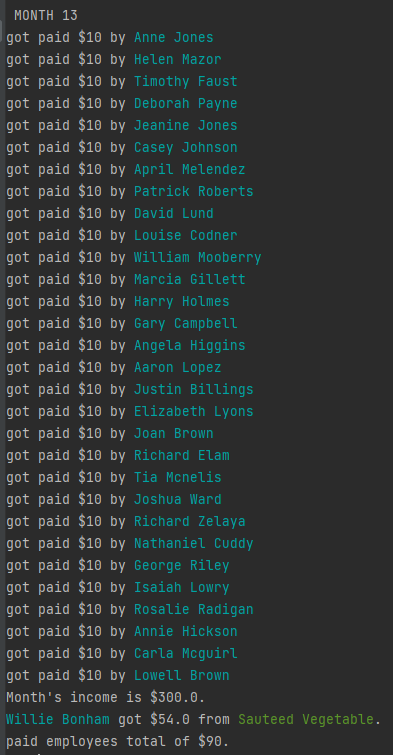 MONTH 13
got paid $10 by Anne Jones
got paid $10 by Helen Mazor
got paid $10 by Timothy Faust
got paid $10 by Deborah Payne
got paid $10 by Jeanine Jones
got paid $10 by Casey Johnson
got paid $10 by April Melendez
got paid $10 by Patrick Roberts
got paid $10 by David Lund
got paid $10 by Louise Codner
got paid $10 by William Mooberry
got paid $10 by Marcia Gillett
got paid $10 by Harry Holmes
got paid $10 by Gary Campbell
got paid $10 by Angela Higgins
got paid $10 by Aaron Lopez
got paid $10 by Justin Billings
got paid $10 by Elizabeth Lyons
got paid $10 by Joan Brown
got paid $10 by Richard Elam
got paid $10 by Tia Mcnelis
got paid $10 by Joshua Ward
got paid $10 by Richard Zelaya
got paid $10 by Nathaniel Cuddy
got paid $10 by George Riley
got paid $10 by Isaiah Lowry
got paid $10 by Rosalie Radigan
got paid $10 by Annie Hickson
got paid $10 by Carla Mcguirl
got paid $10 by Lowell Brown
Month's income is $300.0.
Willie Bonham got $54.0 from Sauteed Vegetable.
paid employees total of $90.